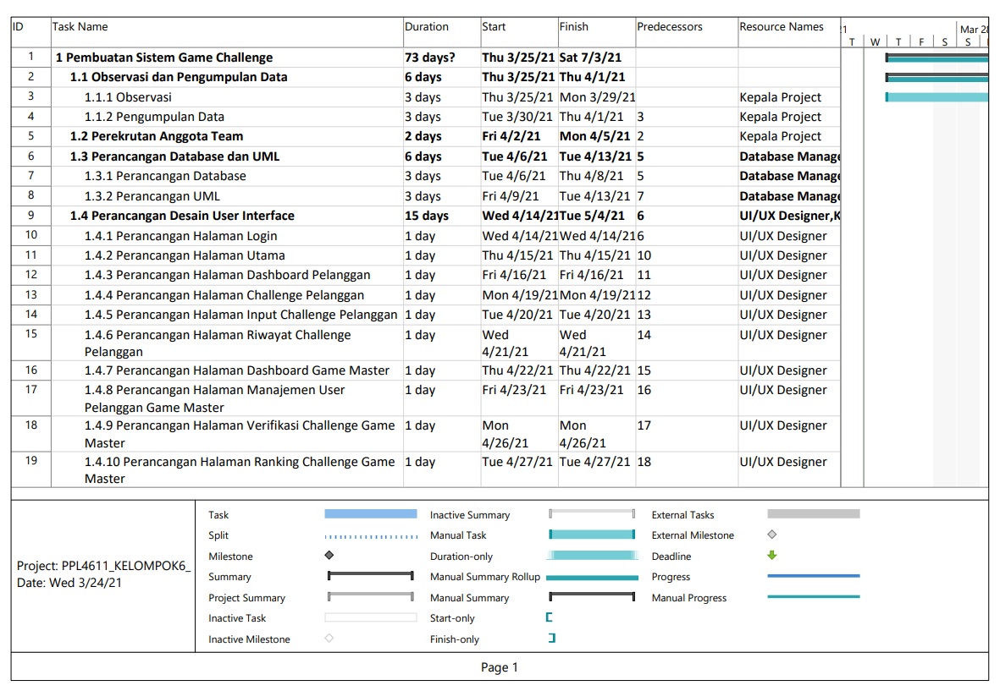 ID Task Name Duration Start Finish Predecessors Resource Names
21 Mar 28
T W T F S S
1 1 Pembuatan Sistem Game Challenge 73 days? Thu 3/25/21 Sat 7/3/21
2 1.1 Observasi dan Pengumpulan Data 6 days Thu 3/25/21 Thu 4/1/21
3 1.1.1 Observasi 3 days Thu 3/25/21 Mon 3/29/21 Kepala Project
4 1.1.2 Pengumpulan Data 3 days Tue 3/30/21 Thu 4/1/21 3 Kepala Project
5 1.2 Perekrutan Anggota Team 2 days Fri 4/2/21 Mon 4/5/21 2 Kepala Project
6 1.3 Perancangan Database dan UML 6 days Tue 4/6/21 Tue 4/13/21 5 Database Manage
7 1.3.1 Perancangan Database 3 days Tue 4/6/21 Thu 4/8/21 5 Database Manage
8 1.3.2 Perancangan UML 3 days Fri 4/9/21 Tue 4/13/21 7 Database Manage
9 1.4 Perancangan Desain User Interface 15 days Wed 4/14/21 Tue 5/4/21 6 UI/UX Designer,K
10 1.4.1 Perancangan Halaman Login 1 day Wed 4/14/21 Wed 4/14/21 6 UI/UX Designer
11 1.4.2 Perancangan Halaman Utama 1 day Thu 4/15/21 Thu 4/15/21 10 UI/UX Designer
12 1.4.3 Perancangan Halaman Dashboard Pelanggan 1 day Fri 4/16/21 Fri 4/16/21 11 UI/UX Designer
13 1.4.4 Perancangan Halaman Challenge Pelanggan 1 day Mon 4/19/21 Mon 4/19/21 12 UI/UX Designer
14 1.4.5 Perancangan Halaman Input Challenge Pelanggan 1 day Tue 4/20/21 Tue 4/20/21 13 UI/UX Designer
15 1.4.6 Perancangan Halaman Riwayat Challenge 1 day Wed Wed 14 UI/UX Designer
Pelanggan 4/21/21 4/21/21
16 1.4.7 Perancangan Halaman Dashboard Game Master 1 day Thu 4/22/21 Thu 4/22/21 15 UI/UX Designer
17 1.4.8 Perancangan Halaman Manajemen User 1 day Fri 4/23/21 Fri 4/23/21 16 UI/UX Designer
Pelanggan Game Master
18 1.4.9 Perancangan Halaman Verifikasi Challenge Game 1 day Mon Mon 17 UI/UX Designer
Master 4/26/21 4/26/21
19 1.4.10 Perancangan Halaman Ranking Challenge Game 1 day Tue 4/27/21 Tue 4/27/21 18 UI/UX Designer
Master
Project: PPL4611_KELOMPOK6_
Date: Wed 3/24/21
Task Inactive Summary External Tasks
Split Manual Task External Milestone
Milestone Duration-only Deadline
Summary Manual Summary Rollup Progress
Project Summary Manual Summary Manual Progress
Inactive Task Start-only
Inactive Milestone Finish-only
Page 1